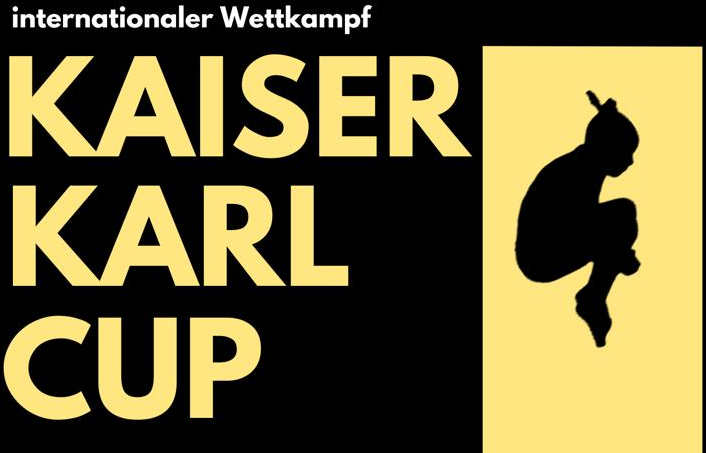 internationaler Wettkampf
KAISER
KARL
CUP